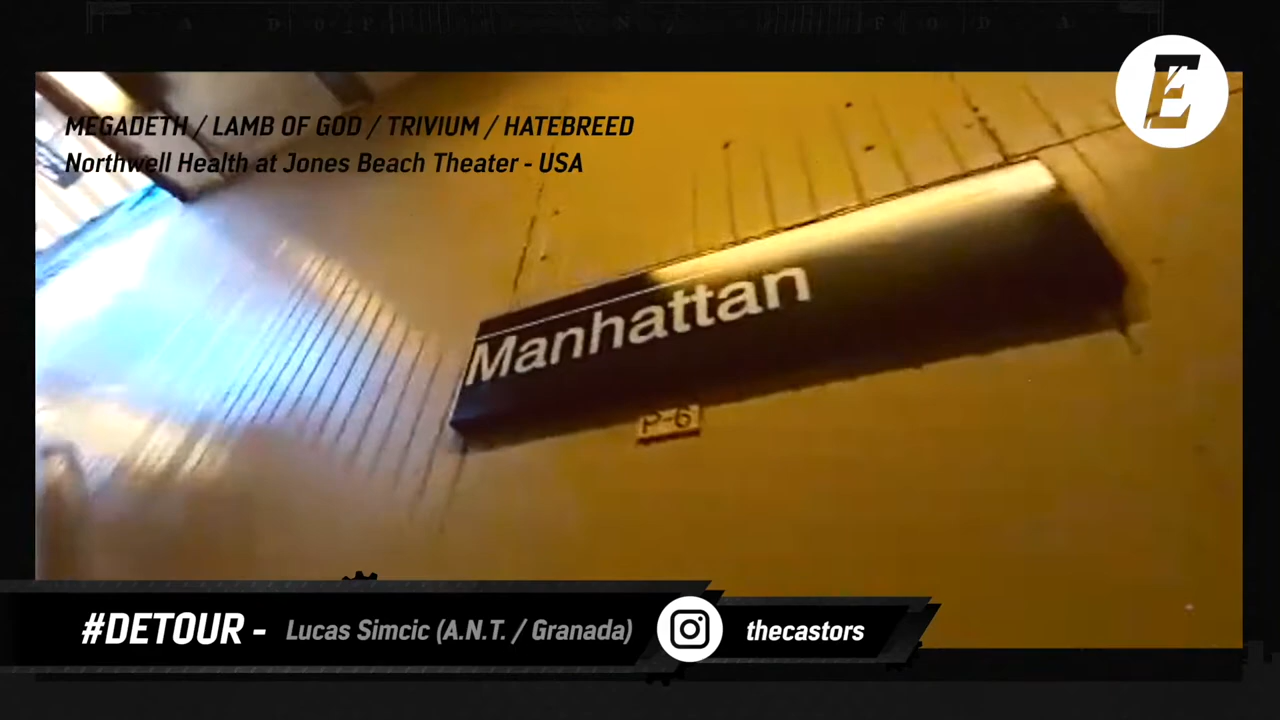 MEGADETH / LAMB OF GOD / TRIVIUM / HATEBREED
Northwell Health at Jones Beach Theater - USA
E
Manhattan
P-6
#DETOUR - Lucas Simcic (A.N.T. / Granada) thecastors